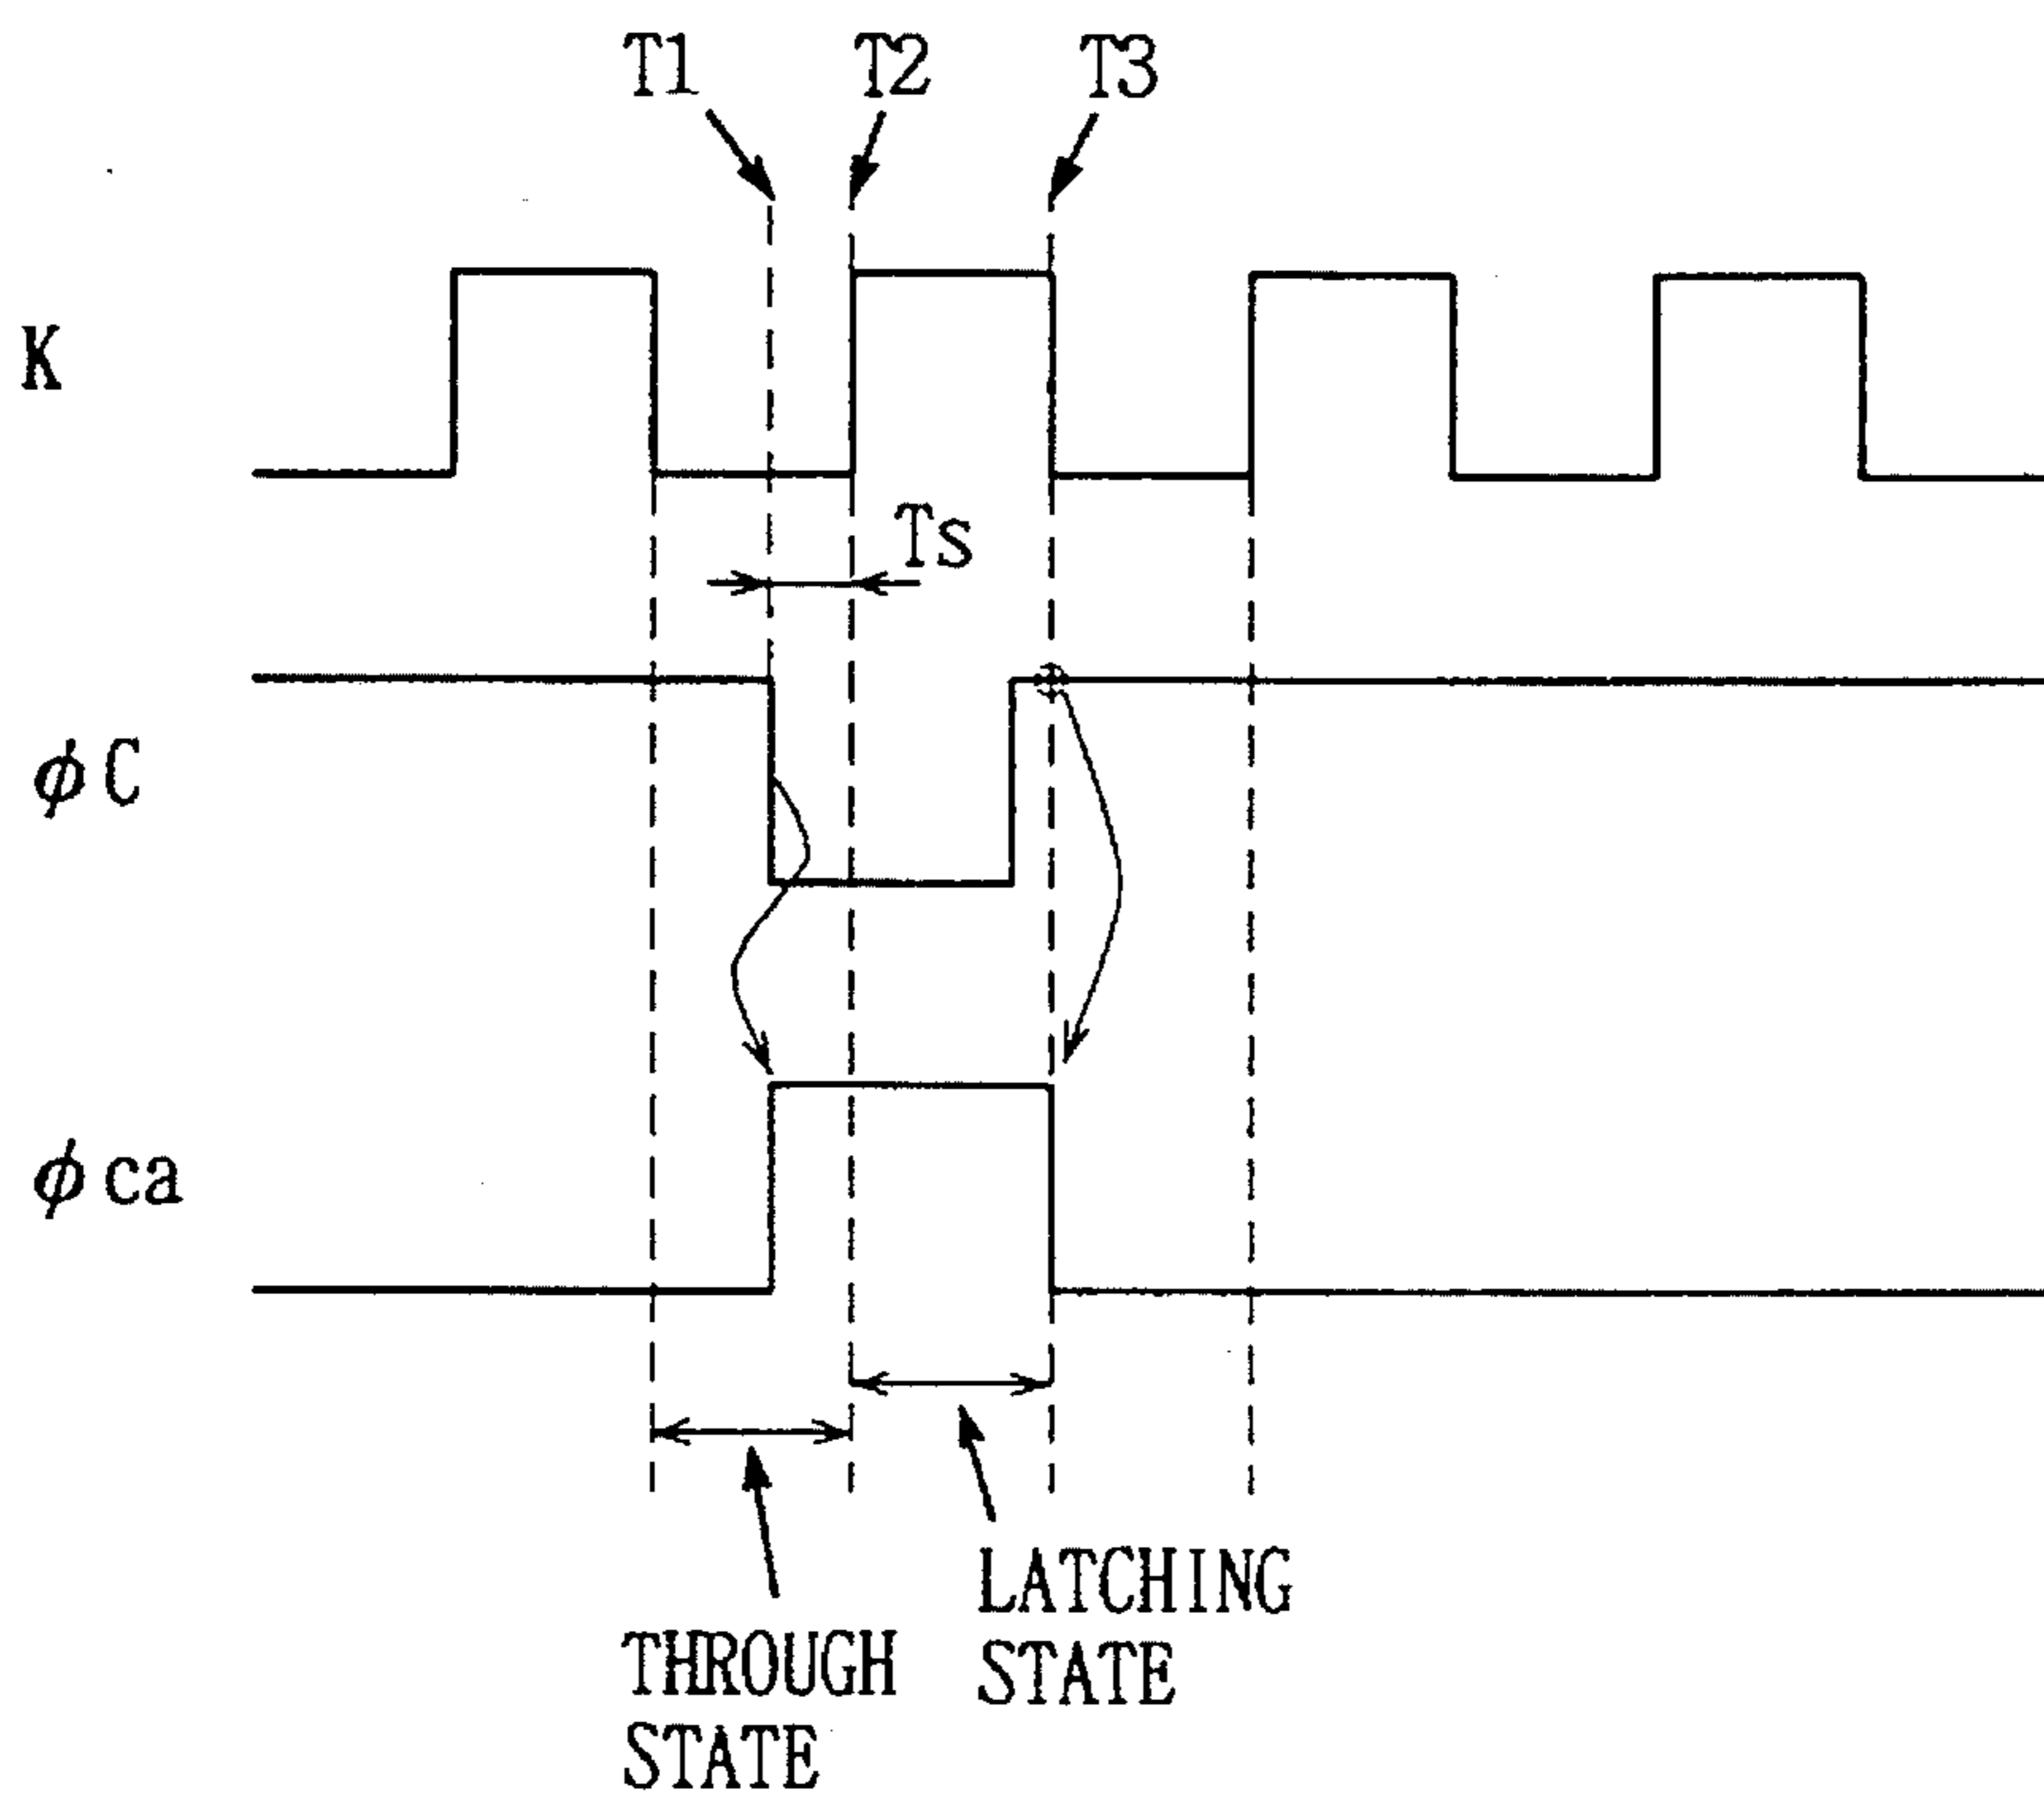 T1 T2 T3
K
Ts
ϕC
ϕca
LATCHING
STATE
THROUGH
STATE